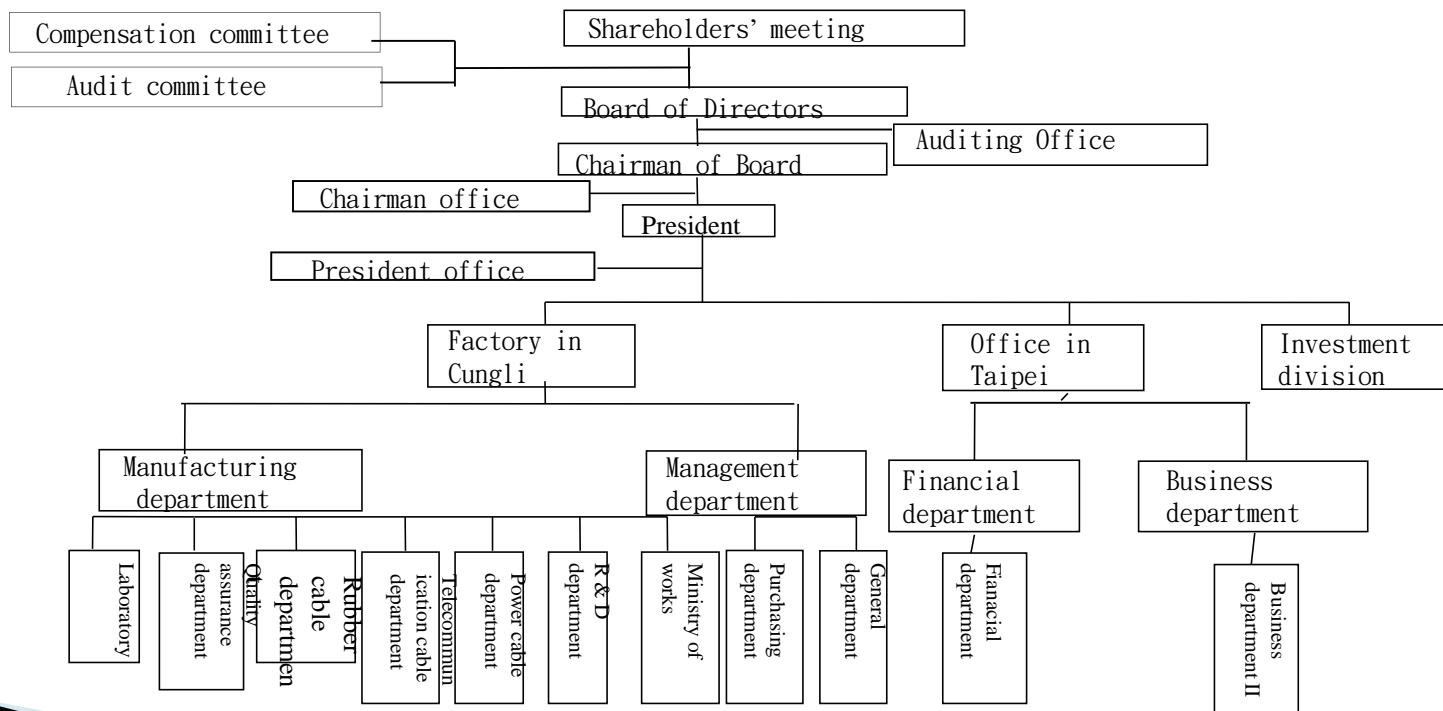 Compensation committee
Shareholders’ meeting
Audit committee
Board of Directors
Auditing Office
Chairman of Board
Chairman office
President
President office
Factory in
Cungli
Office in
Taipei
Investment
division
Manufacturing
department
Management
department
Financial
department
Business
department
Laboratory
Quality
assurance
department
Rubber
cable
departmen
Telecommun
ication cable
department
Power cable
department
R & D
department
Ministry of
works
Purchasing
department
General
department
Fianacial
department
Business
department II